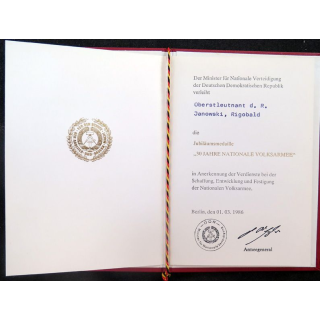 Der Minister für Nationale Verteidigung
der Deutschen Demokratischen Republik
verleiht
Oberstleutnant d. R.
Janowski, Rigobald
die
Jubiläumsmedaille
„30 JAHRE NATIONALE VOLKSARMEE“
in Anerkennung der Verdienste bei der
Schaffung, Entwicklung und Festigung
der Nationalen Volksarmee.
Berlin, den 01. 03. 1986
Armeegeneral